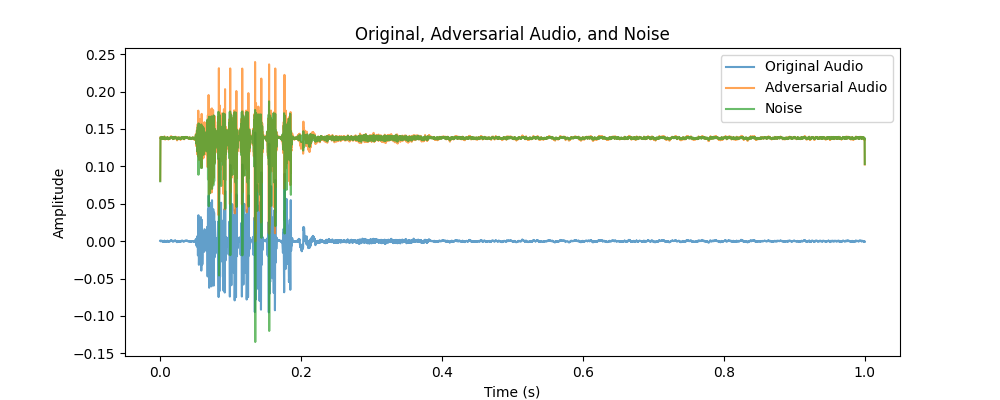 Original, Adversarial Audio, and Noise
Original Audio
Adversarial Audio
Noise
Amplitude
0.25
0.20
0.15
0.10
0.05
0.00
−0.05
−0.10
−0.15
0.0 0.2 0.4 0.6 0.8 1.0
Time (s)